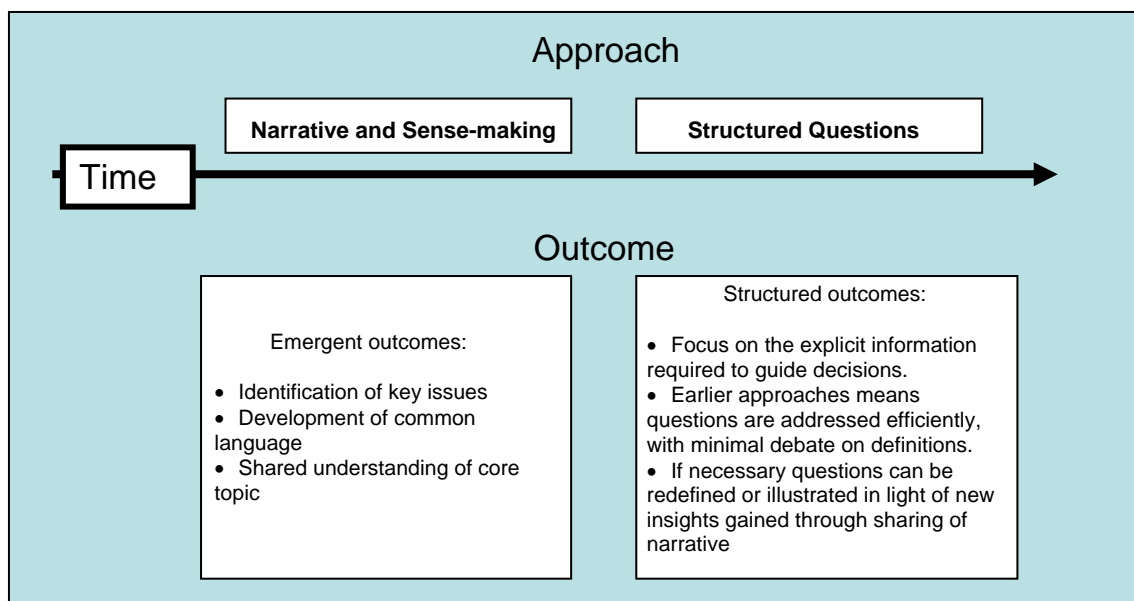 Approach
Narrative and Sense-making
Structured Questions
Time
Outcome
Emergent outcomes:
• Identification of key issues
• Development of common
language
• Shared understanding of core
topic
Structured outcomes:
• Focus on the explicit information
required to guide decisions.
• Earlier approaches means
questions are addressed efficiently,
with minimal debate on definitions.
• If necessary questions can be
redefined or illustrated in light of new
insights gained through sharing of
narrative